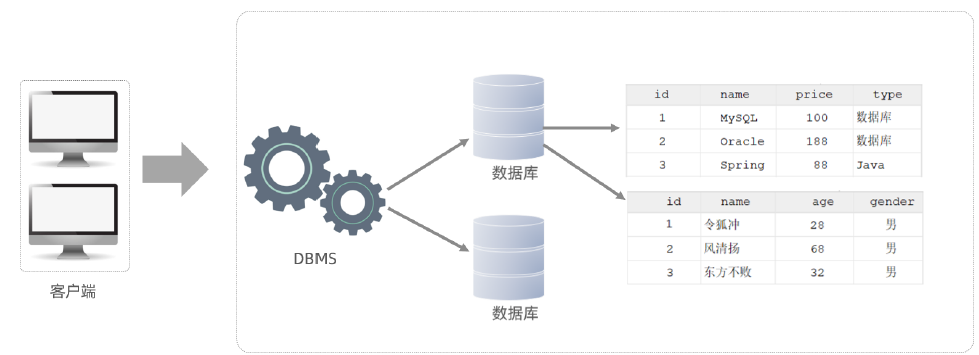 客户端
DBMS
数据库
数据库
id name price type
1 MySQL 100 数据库
2 Oracle 188 数据库
3 Spring 88 Java
id name age gender
1 令狐冲 28 男
2 风清扬 68 男
3 东方不败 32 男